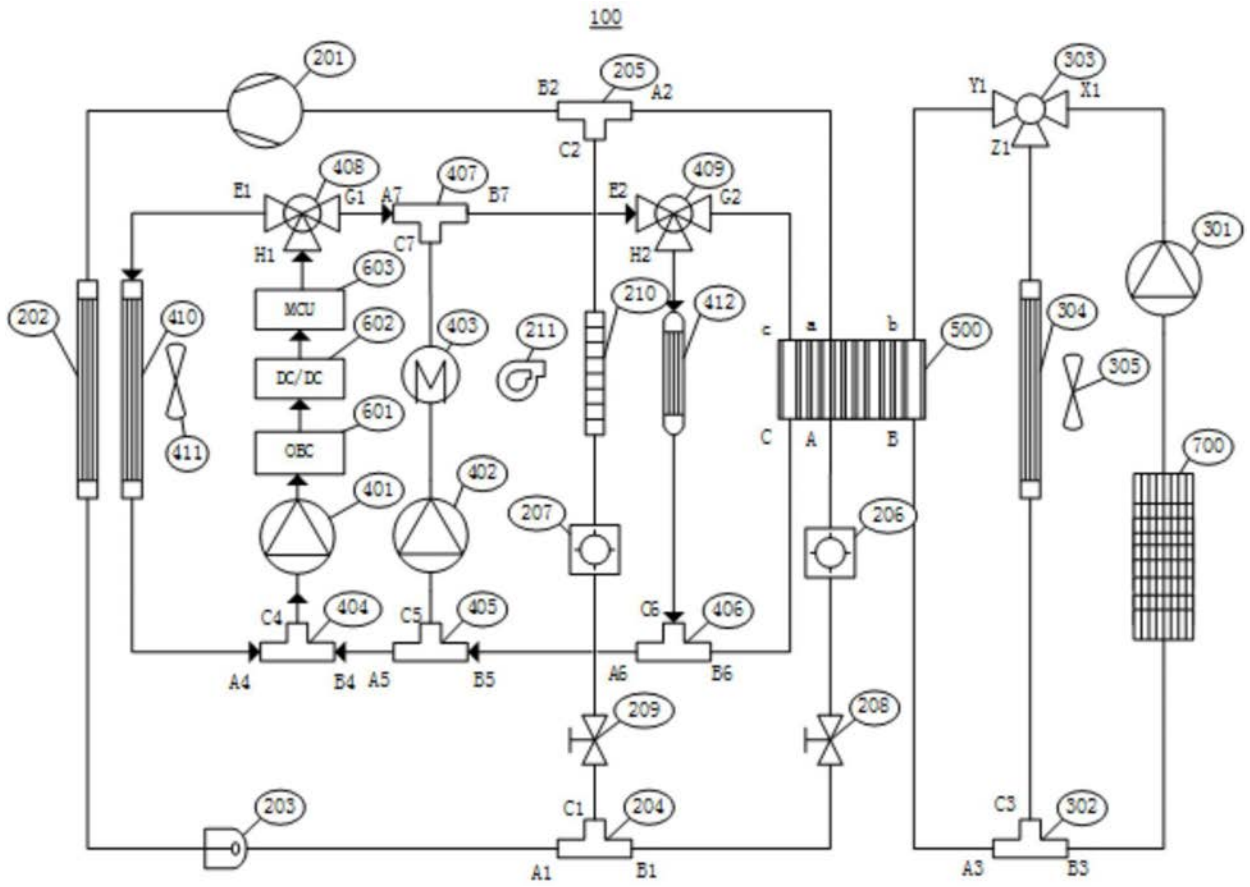 100
201
B2
205
A2
Y1
303
X1
C2
Z1
E1
408
G1
A7
407
B7
E2
409
G2
H1
C7
H2
301
202
410
603
MCU
602
DC/DC
601
OBC
403
211
210
412
c
a
b
500
304
305
411
C
A
B
401
402
207
206
700
C4
404
C5
405
C6
406
A4
B4
A5
B5
A6
B6
209
208
203
C1
204
C3
302
A1
B1
A3
B3